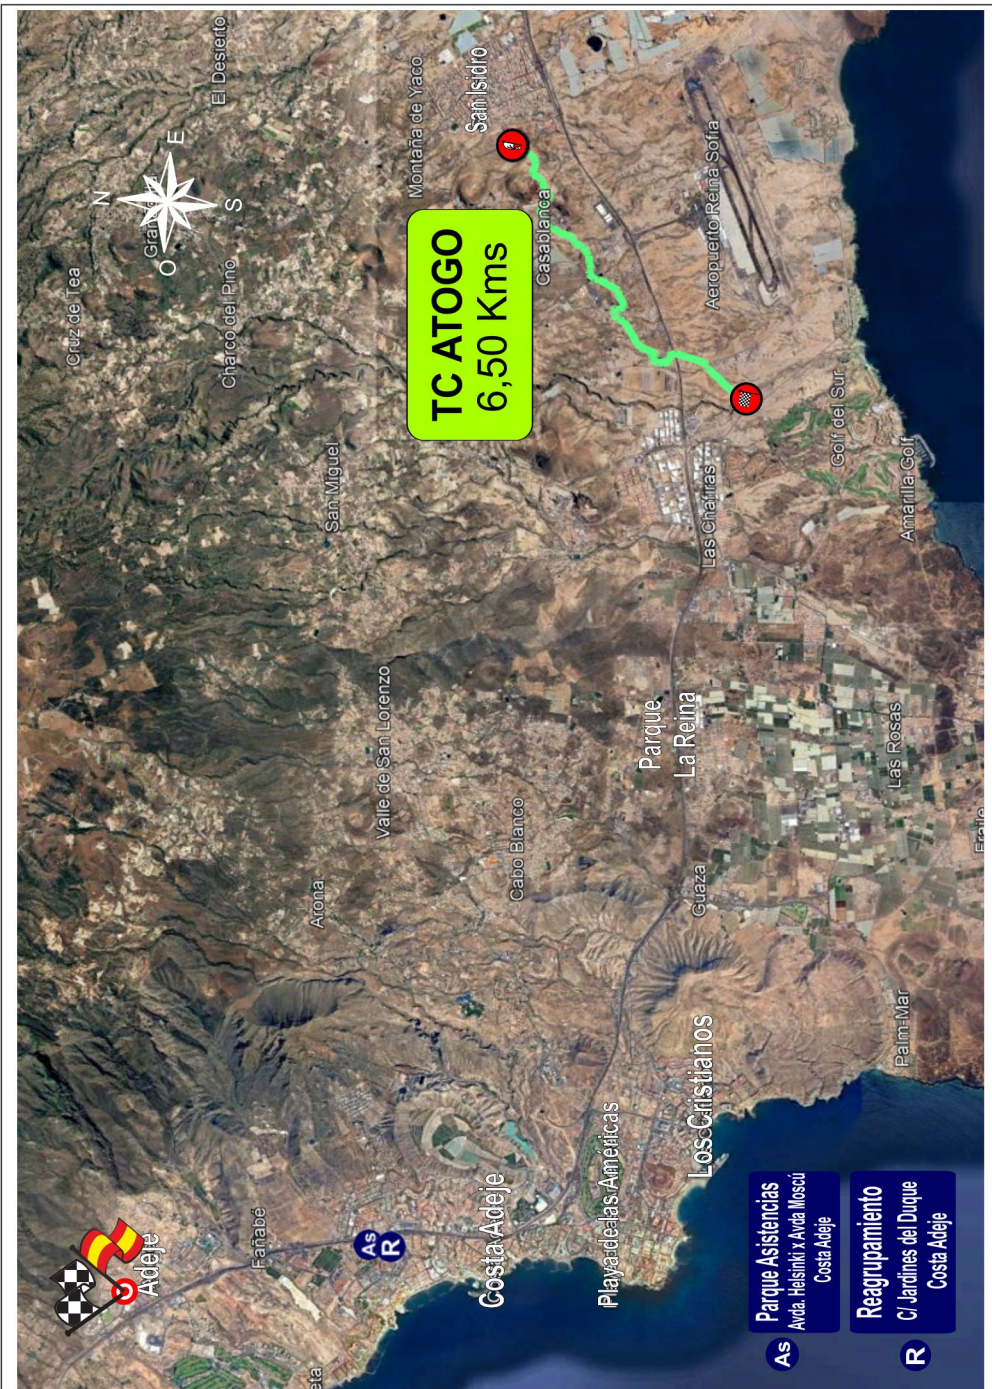 Cruz de Tea
El Desierto
N
E
S
O
Charco del Pino
San Miguel
Montaña de Yaco
San Isidro
TC ATOGO
6,50 Kms
Casablanca
Aeropuerto Reina Sofia
Golf del Sur
Amarilla Golf
Las Chafiras
Valle de San Lorenzo
Parque
La Reina
Las Rosas
Cabo Blanco
Arona
Guaza
Palm-Mar
Los Cristianos
Playa de las Américas
Costa Adeje
Fañabé
Adeje
As
R
As
Parque Asistencias
Avda. Helsinki x Avda Moscú
Costa Adeje
R
Reagrupamiento
C/ Jardines del Duque
Costa Adeje